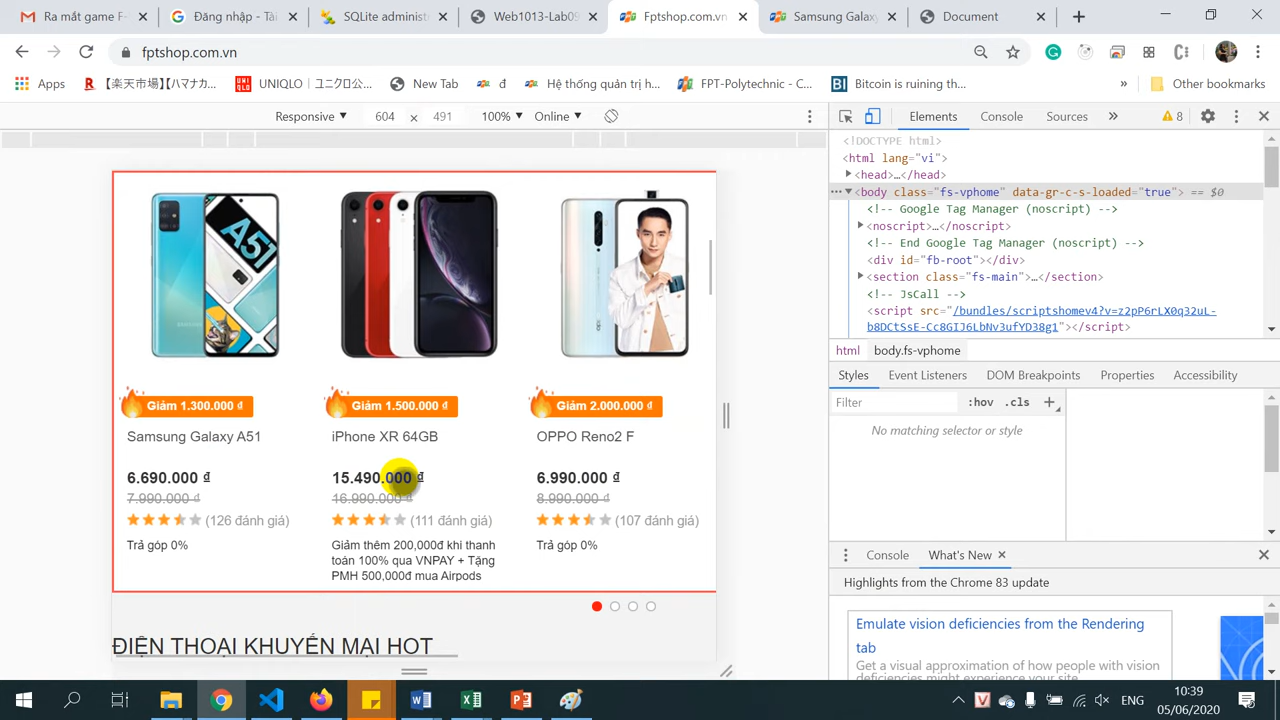 Ra mắt game F
Đăng nhập - Tài
SQLite administ
Web1013-Lab09
Fptshop.com.vn
Samsung Galaxy
Document
fptshop.com.vn
Apps
【楽天市場】【ハマナカ...
UNIQLO｜ユニクロ公...
New Tab
đ
Hệ thống quản trị h...
FPT-Polytechnic - C...
Bitcoin is ruining th...
»
Other bookmarks
Responsive ▼ 604 × 491 100% ▼ Online ▼
Elements Console Sources » 8
<!DOCTYPE html>
<html lang="vi">
<head>…</head>
<body class="fs-vphome" data-gr-c-s-loaded="true"> == $0
<!-- Google Tag Manager (noscript) -->
<noscript>…</noscript>
<!-- End Google Tag Manager (noscript) -->
<div id="fb-root"></div>
<section class="fs-main">…</section>
<!-- JsCall -->
<script src="/bundles/scriptshomev4?v=z2pP6rLX0q32uL-
b8DCtSsE-Cc8GIJ6LbNv3ufYD38g1"></script>
html body.fs-vphome
Styles Event Listeners DOM Breakpoints Properties Accessibility
Filter :hov .cls +
No matching selector or style
Console What's New ×
Highlights from the Chrome 83 update
Emulate vision deficiencies from the Rendering
tab
Get a visual approximation of how people with vision
deficiencies might experience your site.
A51
Giảm 1.300.000 ₫
Giảm 1.500.000 ₫
Giảm 2.000.000 ₫
Samsung Galaxy A51
iPhone XR 64GB
OPPO Reno2 F
6.690.000 ₫
15.490.000 ₫
6.990.000 ₫
7.990.000 ₫
16.990.000 ₫
8.990.000 ₫
(126 đánh giá)
(111 đánh giá)
(107 đánh giá)
Trả góp 0%
Giảm thêm 200,000đ khi thanh
toán 100% qua VNPAY + Tặng
PMH 500,000đ mua Airpods
Trả góp 0%
ĐIỆN THOẠI KHUYẾN MẠI HOT
ENG
10:39
05/06/2020